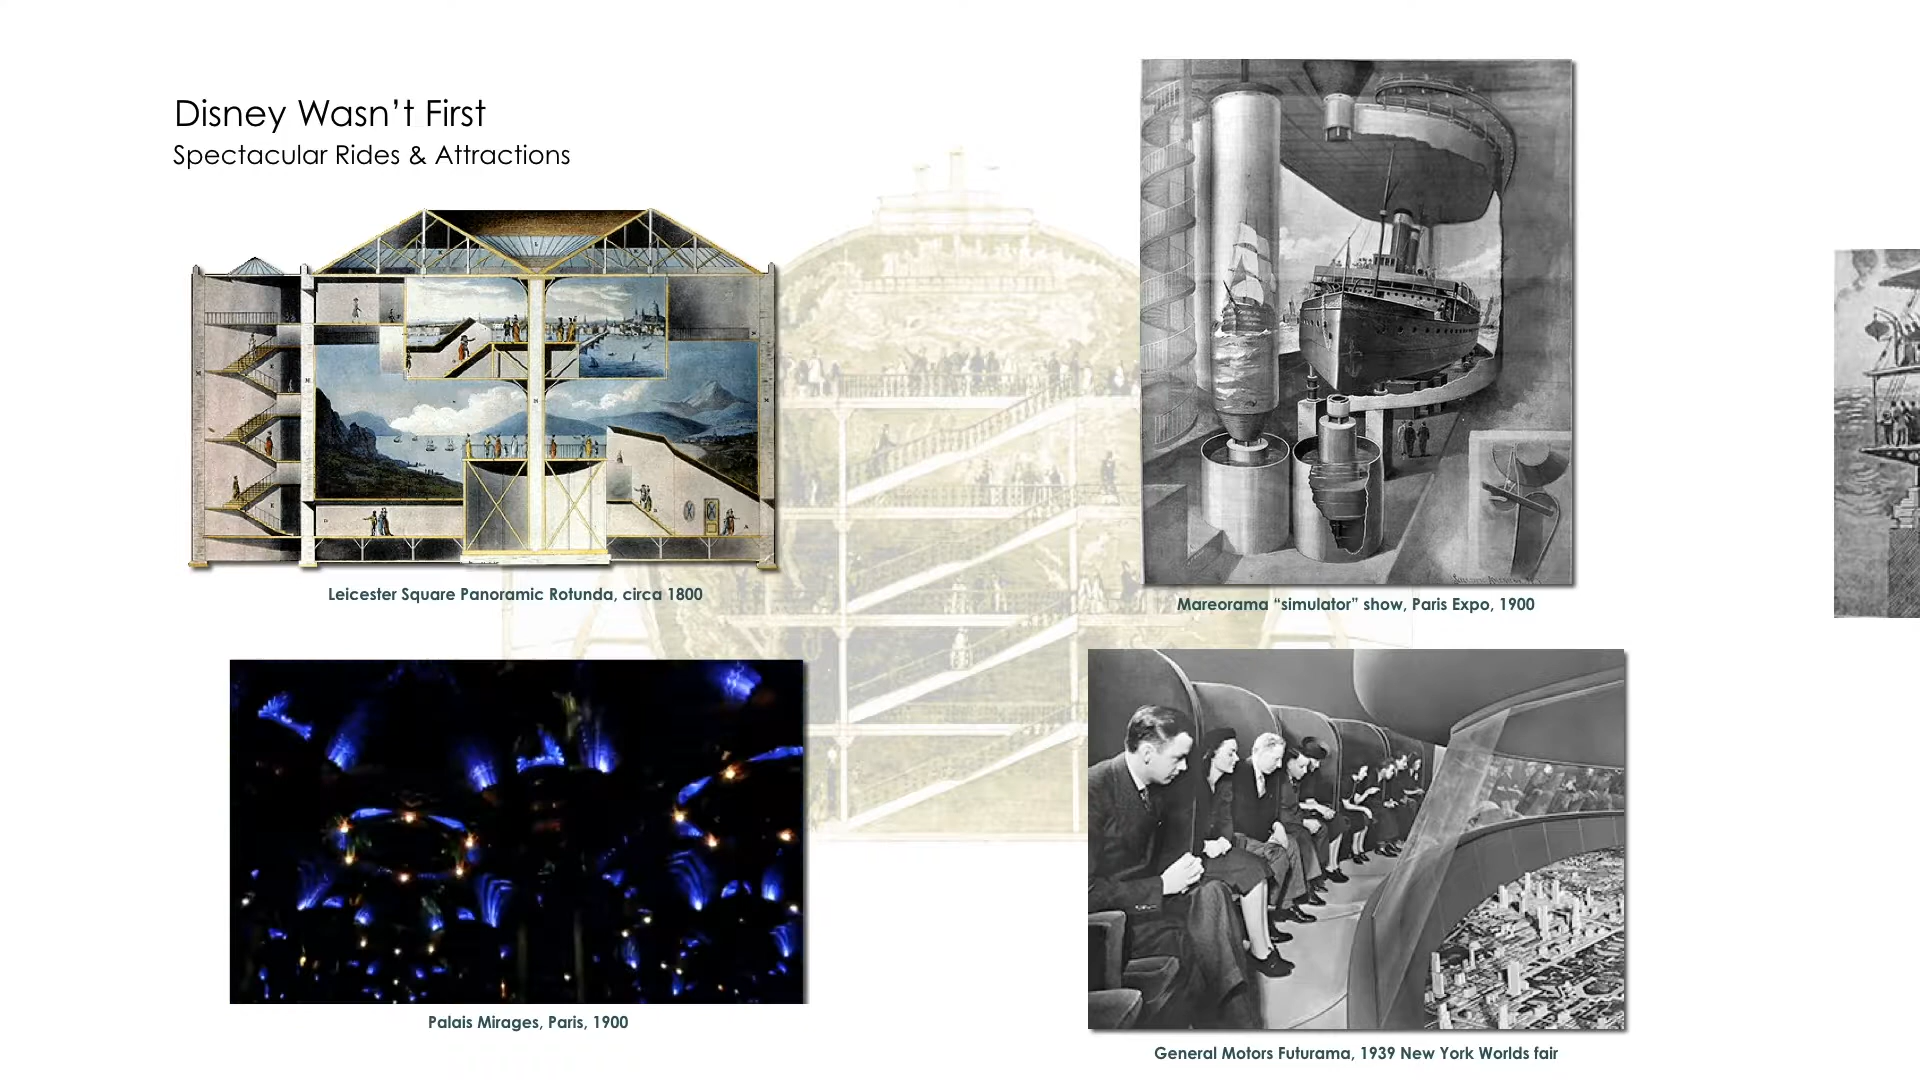 Disney Wasn’t First
Spectacular Rides & Attractions
Leicester Square Panoramic Rotunda, circa 1800
Mareorama “simulator” show, Paris Expo, 1900
Palais Mirages, Paris, 1900
General Motors Futurama, 1939 New York Worlds fair